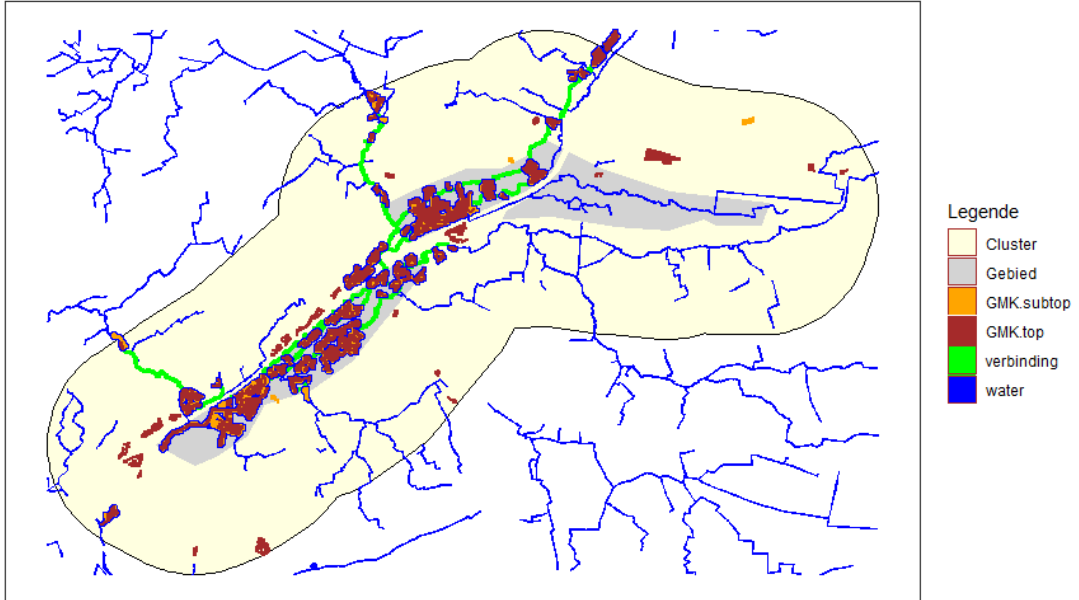 Legende
Cluster
Gebied
GMK.subtop
GMK.top
verbinding
water